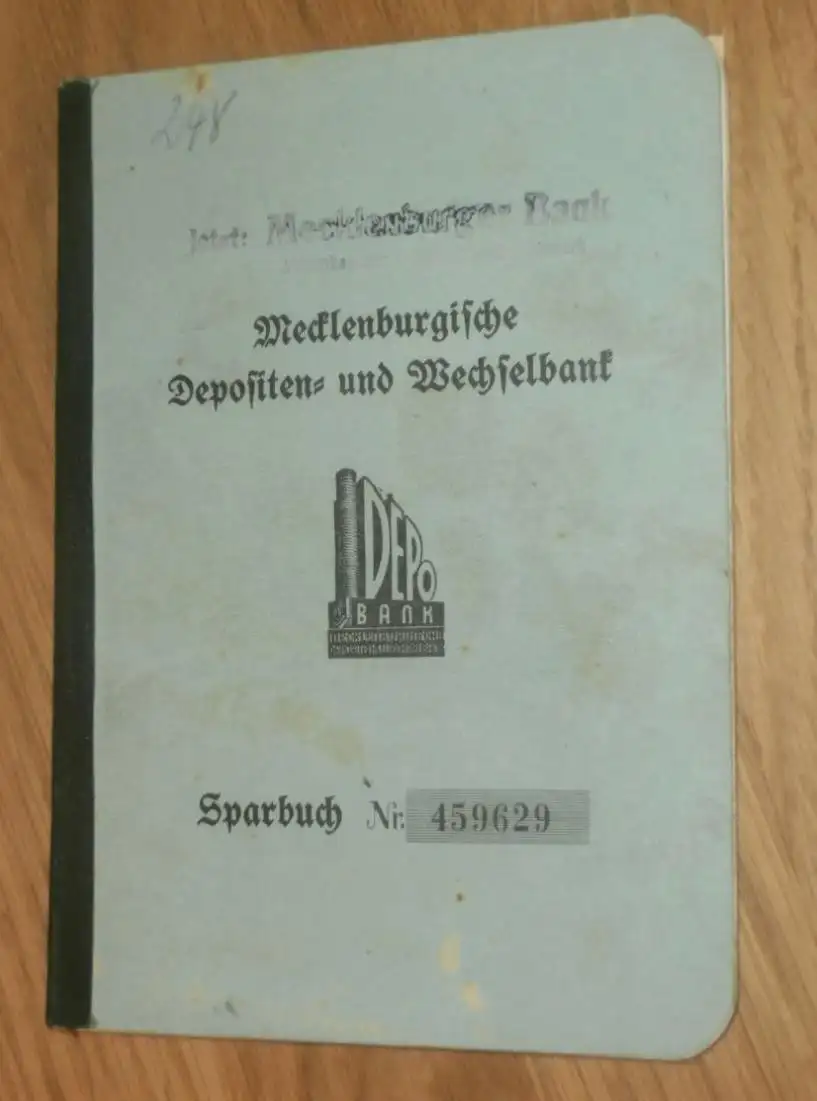 248
jetzt: Mecklenburger Bank
Mecklenburgische
Depositen- und Wechselbank
DEPO
BANK
Sparbuch Nr. 459629